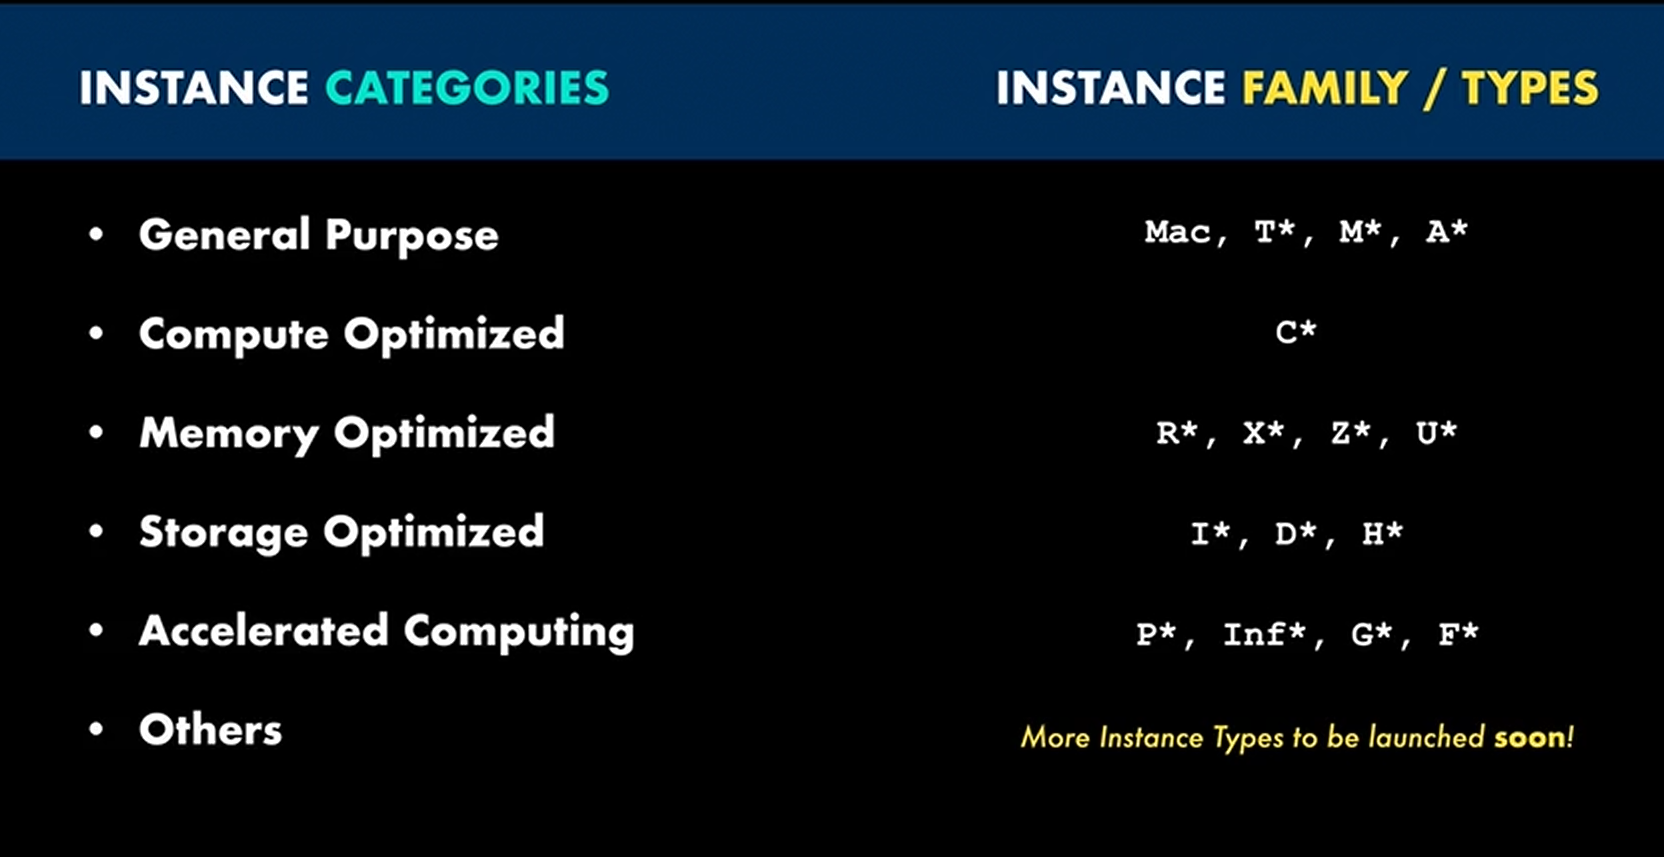 INSTANCE CATEGORIES INSTANCE FAMILY / TYPES
• General Purpose Mac, T*, M*, A*
• Compute Optimized C*
• Memory Optimized R*, X*, Z*, U*
• Storage Optimized I*, D*, H*
• Accelerated Computing P*, Inf*, G*, F*
• Others More Instance Types to be launched soon!